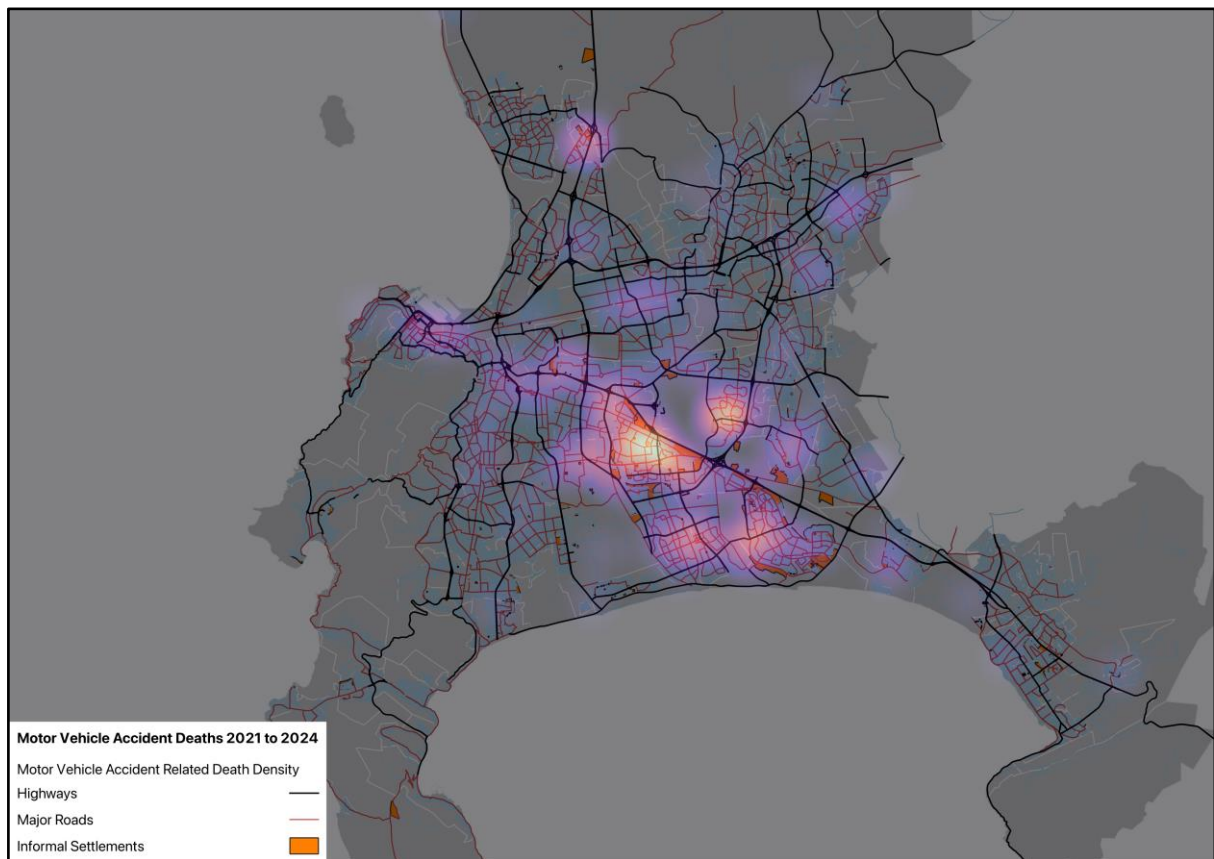 Motor Vehicle Accident Deaths 2021 to 2024
Motor Vehicle Accident Related Death Density
Highways
Major Roads
Informal Settlements